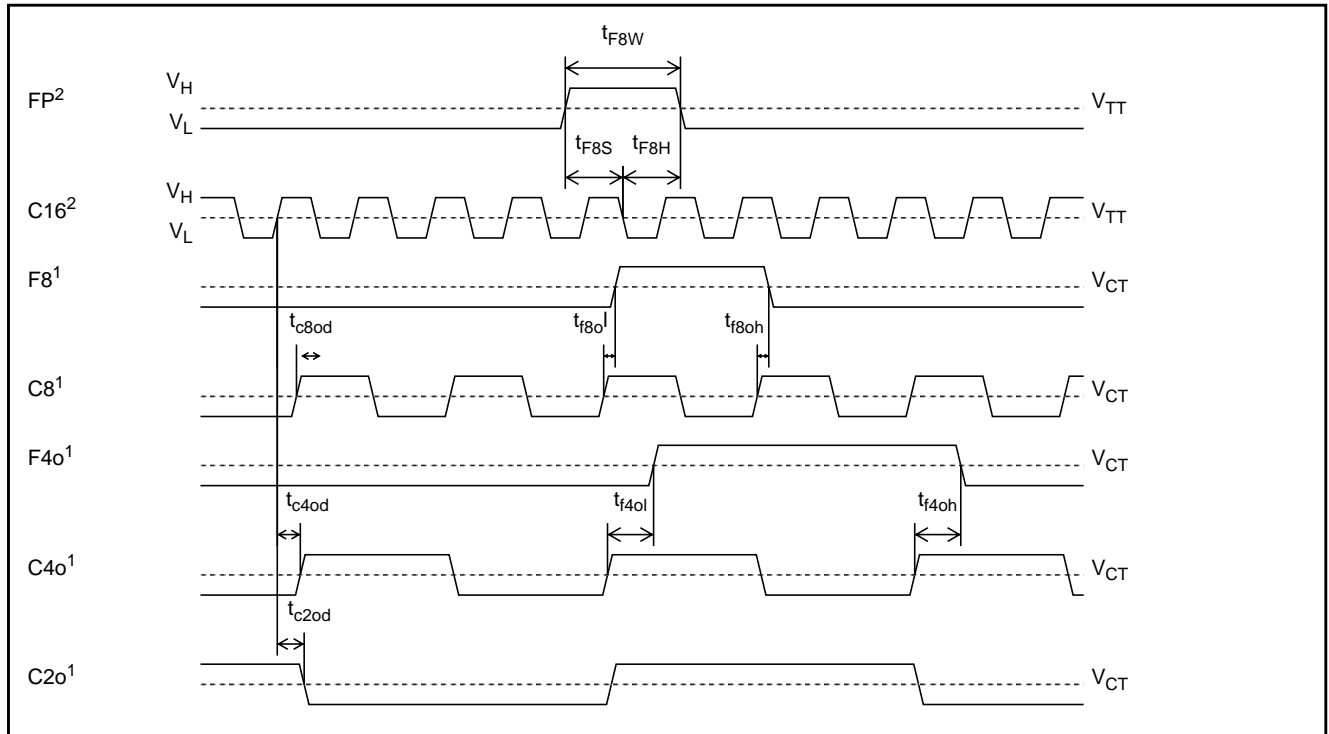 tF8W
VH
FP²
VTT
VL
tF8S tF8H
VH
C16²
VTT
VL
F8¹
VCT
tc8od tf8ol tf8oh
C8¹
VCT
F4o¹
VCT
tc4od tf4ol tf4oh
C4o¹
VCT
tc2od
C2o¹
VCT